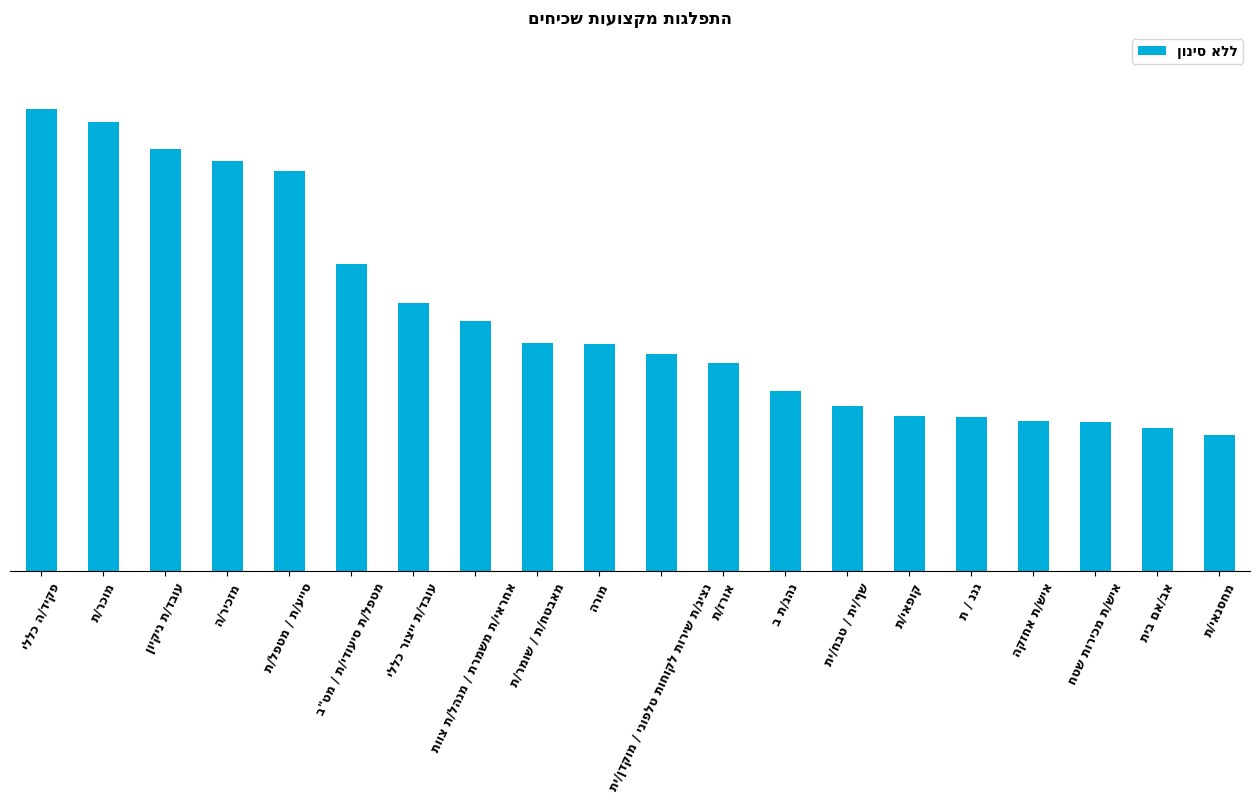 התפלגות מקצועות שכיחים
ללא סינון
פקיד/ה כללי
מוכר/ת
עובד/ת ניקיון
מזכיר/ה
סייע/ת / מטפל/ת
מטפל/ת סיעודי/ת / מט"ב
עובד/ת ייצור כללי
אחראי/ת משמרת / מנהל/ת צוות
מאבטח/ת / שומר/ת
מורה
נציג/ת שירות לקוחות טלפוני / מוקדן/ית
אורז/ת
נהג/ת ב
שף/ית / טבח/ית
קופאי/ת
גנן / ת
איש/ת אחזקה
איש/ת מכירות שטח
אב/אם בית
מחסנאי/ת